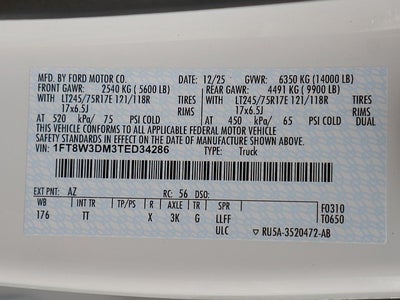 MFD. BY FORD MOTOR CO. 12/25 GVWR: 6350 KG (14000 LB)
FRONT GAWR: 2540 KG (5600 LB) REAR GAWR: 4491 KG (9900 LB)
WITH LT245/75R17E 121/118R TIRES WITH LT245/75R17E 121/118R TIRES
17x6.5J RIMS 17x6.5J RIMS
AT 520 kPa/ 75 PSI COLD AT 450 kPa/ 65 PSI COLD DUAL
THIS VEHICLE CONFORMS TO ALL APPLICABLE FEDERAL MOTOR VEHICLE SAFETY
STANDARDS IN EFFECT ON THE DATE OF MANUFACTURE SHOWN ABOVE.
VIN: 1FT8W3DM3TED34286 TYPE: Truck
EXT PNT: AZ RC: 56 DSO:
WB INT TR TP/PS R AXLE TR SPR F0310
176 TT X 3K G LLFF T0650
ULC ▽ RU5A-3520472-AB